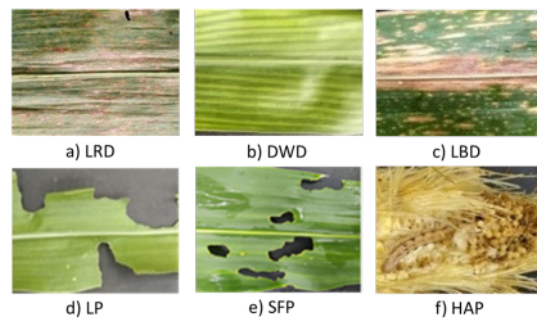 a) LRD
b) DWD
c) LBD
d) LP
e) SFP
f) HAP